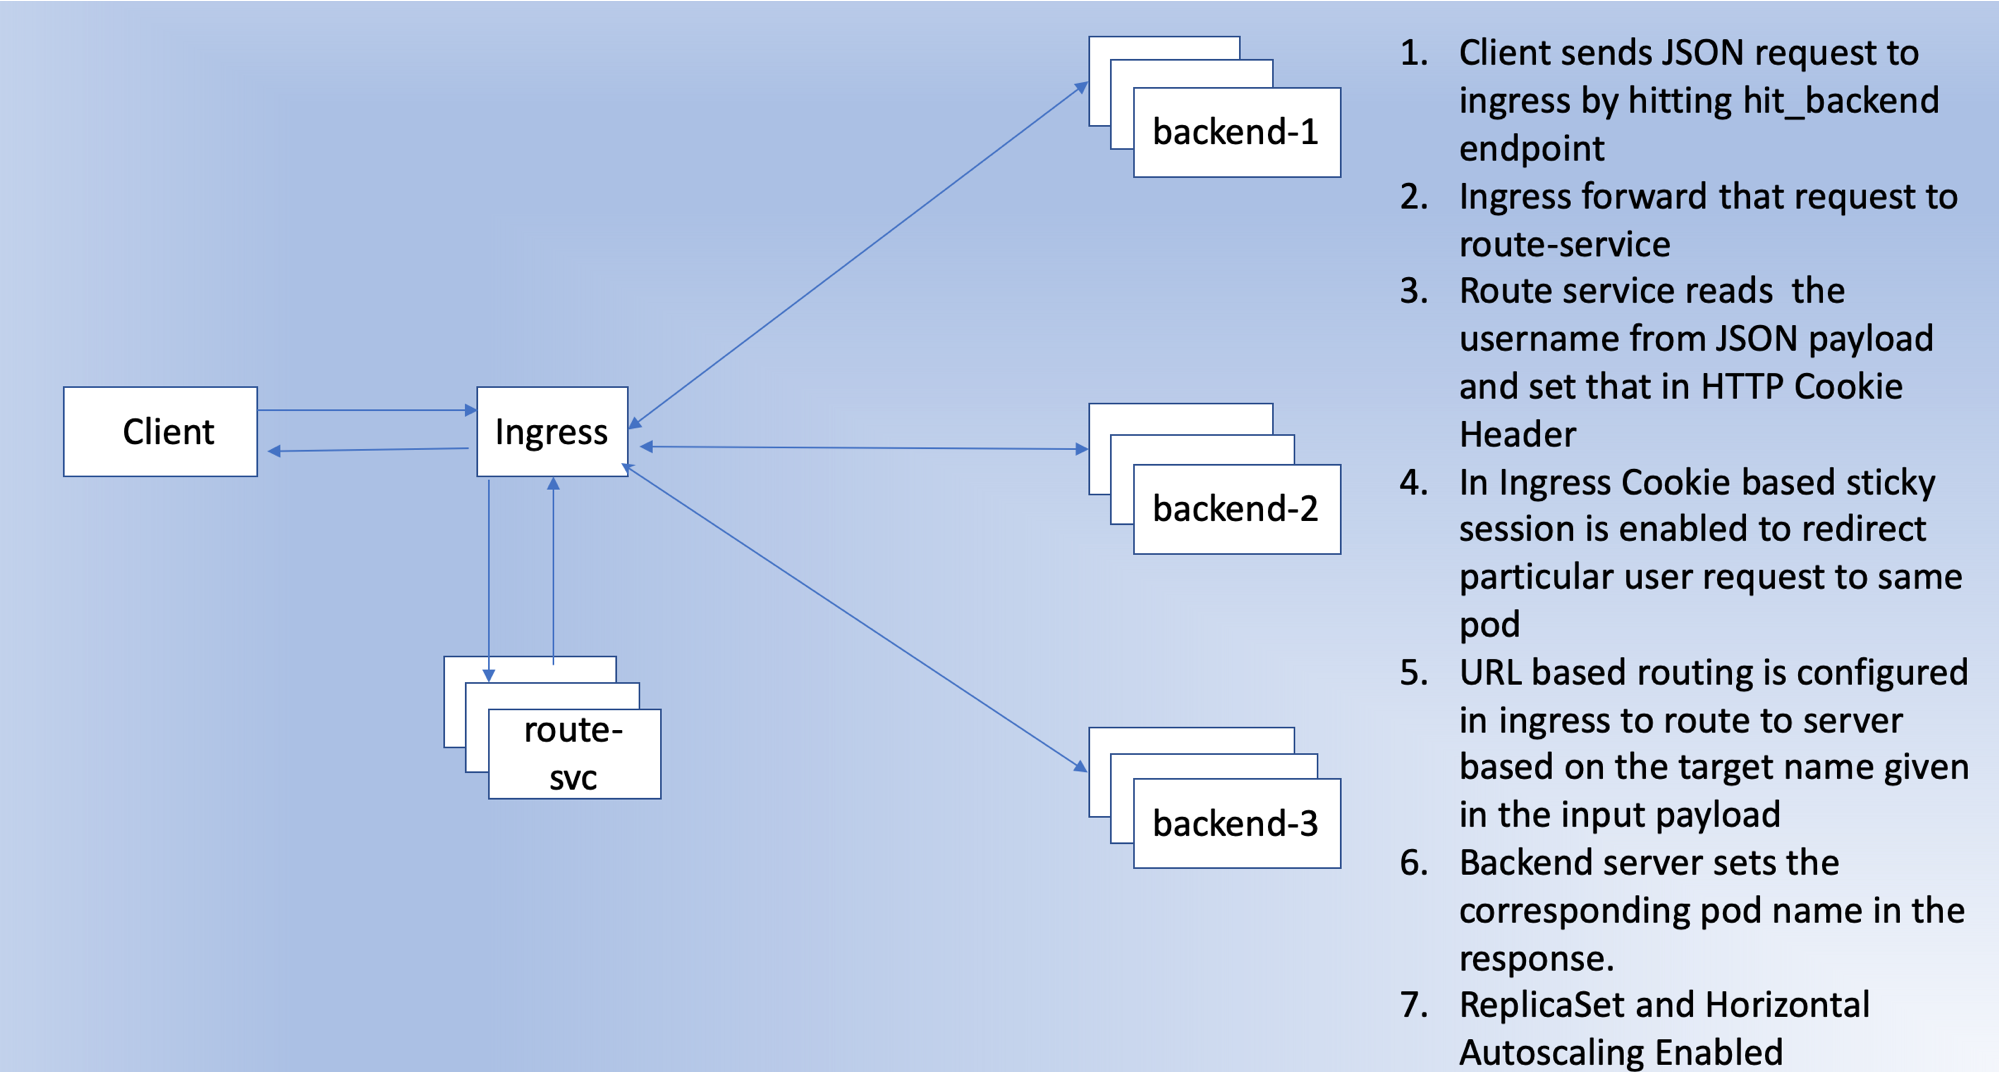 Client
Ingress
route-
svc
backend-1
backend-2
backend-3
1. Client sends JSON request to
ingress by hitting hit_backend
endpoint
2. Ingress forward that request to
route-service
3. Route service reads  the
username from JSON payload
and set that in HTTP Cookie
Header
4. In Ingress Cookie based sticky
session is enabled to redirect
particular user request to same
pod
5. URL based routing is configured
in ingress to route to server
based on the target name given
in the input payload
6. Backend server sets the
corresponding pod name in the
response.
7. ReplicaSet and Horizontal
Autoscaling Enabled